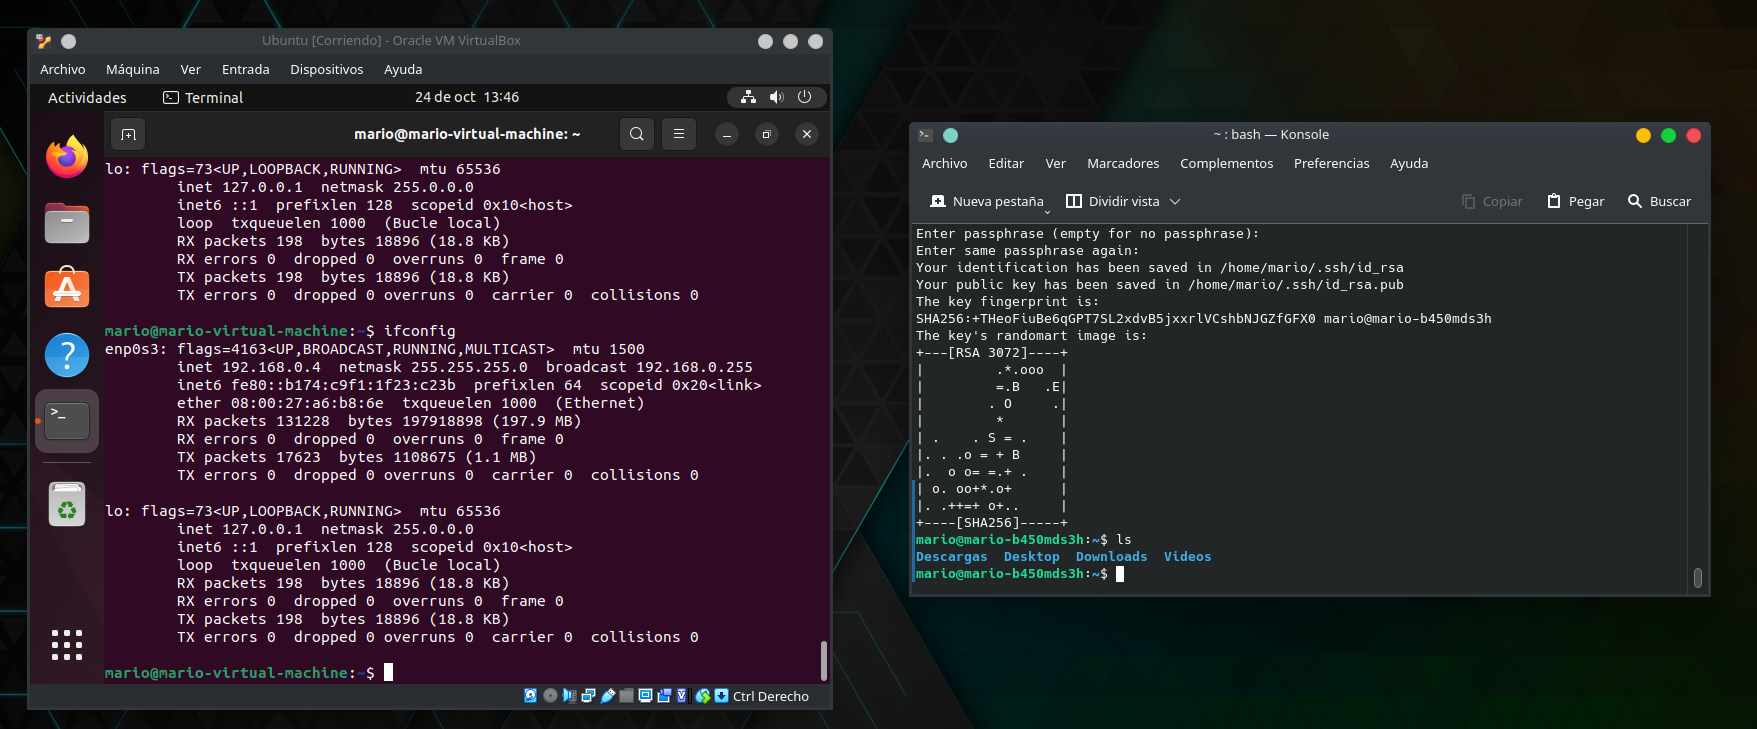 Ubuntu [Corriendo] - Oracle VM VirtualBox
Archivo Máquina Ver Entrada Dispositivos Ayuda
Actividades Terminal 24 de oct 13:46
mario@mario-virtual-machine: ~
lo: flags=73<UP,LOOPBACK,RUNNING>  mtu 65536
        inet 127.0.0.1  netmask 255.0.0.0
        inet6 ::1  prefixlen 128  scopeid 0x10<host>
        loop  txqueuelen 1000  (Bucle local)
        RX packets 198  bytes 18896 (18.8 KB)
        RX errors 0  dropped 0  overruns 0  frame 0
        TX packets 198  bytes 18896 (18.8 KB)
        TX errors 0  dropped 0 overruns 0  carrier 0  collisions 0
mario@mario-virtual-machine:~$ ifconfig
enp0s3: flags=4163<UP,BROADCAST,RUNNING,MULTICAST>  mtu 1500
        inet 192.168.0.4  netmask 255.255.255.0  broadcast 192.168.0.255
        inet6 fe80::b174:c9f1:1f23:c23b  prefixlen 64  scopeid 0x20<link>
        ether 08:00:27:a6:b8:6e  txqueuelen 1000  (Ethernet)
        RX packets 131228  bytes 197918898 (197.9 MB)
        RX errors 0  dropped 0  overruns 0  frame 0
        TX packets 17623  bytes 1108675 (1.1 MB)
        TX errors 0  dropped 0 overruns 0  carrier 0  collisions 0
lo: flags=73<UP,LOOPBACK,RUNNING>  mtu 65536
        inet 127.0.0.1  netmask 255.0.0.0
        inet6 ::1  prefixlen 128  scopeid 0x10<host>
        loop  txqueuelen 1000  (Bucle local)
        RX packets 198  bytes 18896 (18.8 KB)
        RX errors 0  dropped 0  overruns 0  frame 0
        TX packets 198  bytes 18896 (18.8 KB)
        TX errors 0  dropped 0 overruns 0  carrier 0  collisions 0
mario@mario-virtual-machine:~$
Ctrl Derecho
~ : bash — Konsole
Archivo Editar Ver Marcadores Complementos Preferencias Ayuda
Nueva pestaña Dividir vista Copiar Pegar Buscar
Enter passphrase (empty for no passphrase):
Enter same passphrase again:
Your identification has been saved in /home/mario/.ssh/id_rsa
Your public key has been saved in /home/mario/.ssh/id_rsa.pub
The key fingerprint is:
SHA256:+THeoFiuBe6qGPT7SL2xdvB5jxxrlVCshbNJGZfGFX0 mario@mario-b450mds3h
The key's randomart image is:
+---[RSA 3072]----+
|         .*.ooo  |
|         =.B   .E|
|        . O     .|
|         *       |
| .    . S = .    |
|. . .o = + B     |
|.  o o= =.+ .    |
| o. oo+*.o+      |
|. .++=+ o+..     |
+----[SHA256]-----+
mario@mario-b450mds3h:~$ ls
Descargas  Desktop  Downloads  Videos
mario@mario-b450mds3h:~$